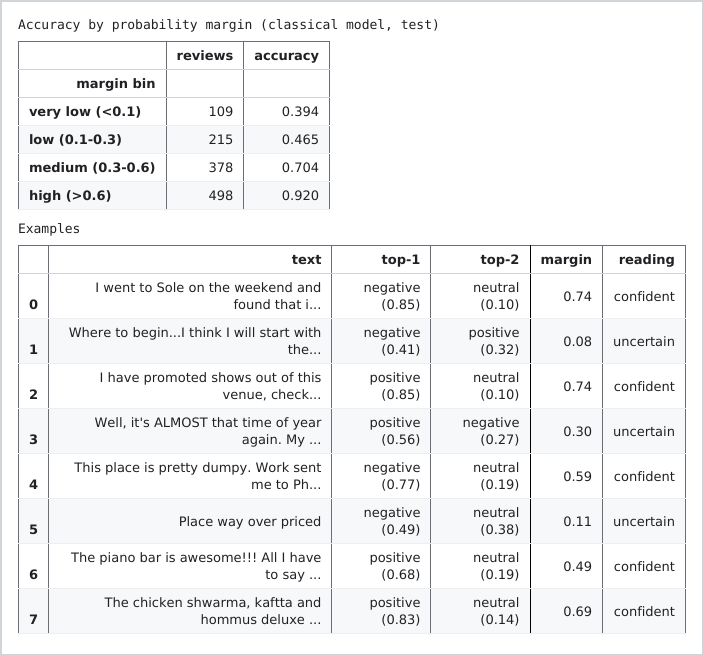 Accuracy by probability margin (classical model, test)
reviews accuracy
margin bin
very low (<0.1) 109 0.394
low (0.1-0.3) 215 0.465
medium (0.3-0.6) 378 0.704
high (>0.6) 498 0.920
Examples
text top-1 top-2 margin reading
0 I went to Sole on the weekend and found that i... negative (0.85) neutral (0.10) 0.74 confident
1 Where to begin...I think I will start with the... negative (0.41) positive (0.32) 0.08 uncertain
2 I have promoted shows out of this venue, check... positive (0.85) neutral (0.10) 0.74 confident
3 Well, it's ALMOST that time of year again. My ... positive (0.56) negative (0.27) 0.30 uncertain
4 This place is pretty dumpy. Work sent me to Ph... negative (0.77) neutral (0.19) 0.59 confident
5 Place way over priced negative (0.49) neutral (0.38) 0.11 uncertain
6 The piano bar is awesome!!! All I have to say ... positive (0.68) neutral (0.19) 0.49 confident
7 The chicken shwarma, kaftta and hommus deluxe ... positive (0.83) neutral (0.14) 0.69 confident